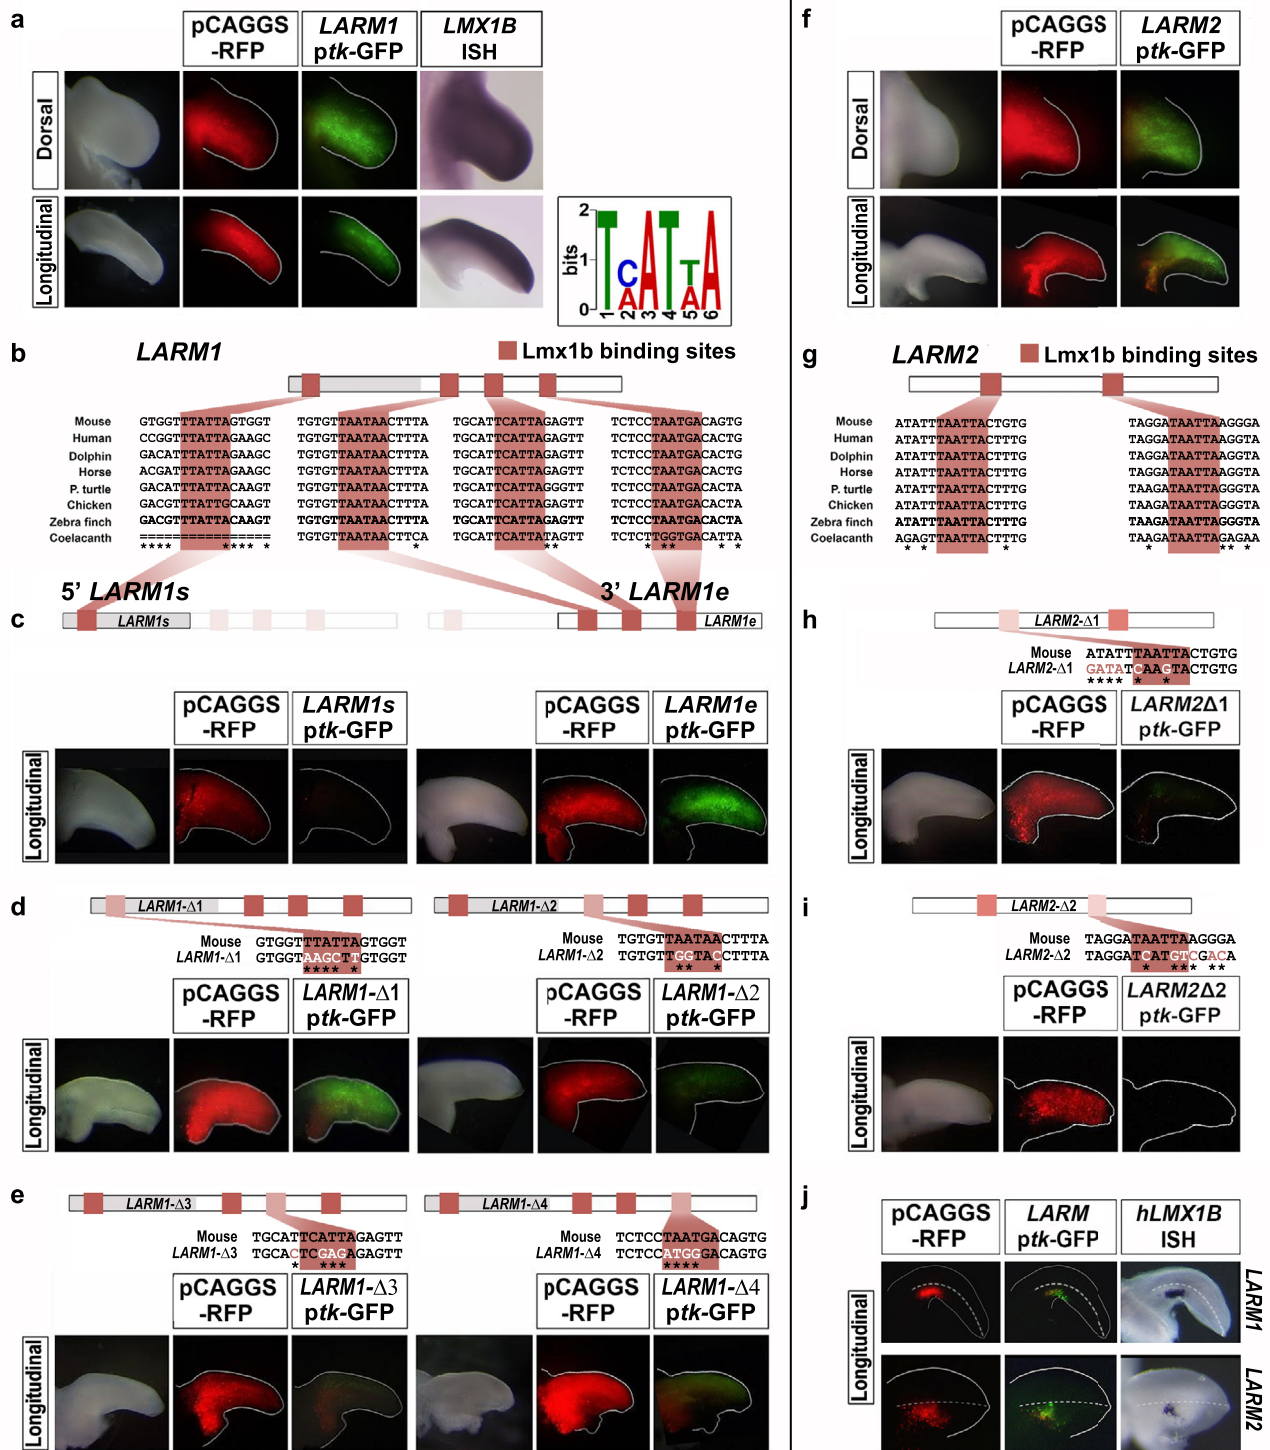 a
pCAGGS
-RFP
LARM1
ptk-GFP
LMX1B
ISH
Dorsal
Longitudinal
bits
2
1
0
T C A T T A
A A
1 2 3 4 5 6
b
LARM1
Lmx1b binding sites
Mouse GTGGTTTATTAGTGGT TGTGTTAATAACTTTA TGCATTCATTAGAGTT TCTCCTAATGACAGTG
Human CCGGTTTATTAGAAGC TGTGTTAATAACTTTA TGCATTCATTAGAGTT TCTCCTAATGACACTG
Dolphin GACATTTATTAGAAGC TGTGTTAATAACTTTA TGCATTCATTAGAGTT TCTCCTAATGACACTG
Horse ACGATTTATTAGAAGC TGTGTTAATAACTTTA TGCATTCATTAGAGTT TCTCCTAATGACACTG
P. turtle GACATTTATTACAAGT TGTGTTAATAACTTTA TGCATTCATTAGGGTT TCTCCTAATGACACTA
Chicken GACGTTTATTGCAAGT TGTGTTAATAACTTTA TGCATTCATTAGAGTT TCTCCTAATGACACTA
Zebra finch GACGTTTATTACAAGT TGTGTTAATAACTTTA TGCATTCATTAGAGTT TCTCCTAATGACACTA
Coelacanth ================ TGTGTTAATAACTTCA TGCATTCATTATAGTT TCTCTTGGTGACATTA
**** **** * * ** * ** * *
5' LARM1s
3' LARM1e
c
LARM1s
LARM1e
pCAGGS
-RFP
LARM1s
ptk-GFP
pCAGGS
-RFP
LARM1e
ptk-GFP
Longitudinal
d
LARM1-Δ1
Mouse GTGGTTTATTAGTGGT
LARM1-Δ1 GTGGTAAGCTTGTGGT
**** *
LARM1-Δ2
Mouse TGTGTTAATAACTTTA
LARM1-Δ2 TGTGTTGGTACCTTTA
** *
pCAGGS
-RFP
LARM1-Δ1
ptk-GFP
pCAGGS
-RFP
LARM1-Δ2
ptk-GFP
Longitudinal
e
LARM1-Δ3
Mouse TGCATTCATTAGAGTT
LARM1-Δ3 TGCACTCGAGAGAGTT
* ***
LARM1-Δ4
Mouse TCTCCTAATGACAGTG
LARM1-Δ4 TCTCCATGGGACAGTG
****
pCAGGS
-RFP
LARM1-Δ3
ptk-GFP
pCAGGS
-RFP
LARM1-Δ4
ptk-GFP
Longitudinal
f
pCAGGS
-RFP
LARM2
ptk-GFP
Dorsal
Longitudinal
g
LARM2
Lmx1b binding sites
Mouse ATATTTAATTACTGTG TAGGATAATTAAGGGA
Human ATATTTAATTACTTTG TAGGATAATTAAGGTA
Dolphin ATATTTAATTACTTTG TAGGATAATTAAGGTA
Horse ATATTTAATTACTTTG TAGGATAATTAAGGTA
P. turtle ATATTTAATTACTTTG TAAGATAATTAGGGTA
Chicken ATATTTAATTACTTTG TAAGATAATTAGGGTA
Zebra finch ATATTTAATTACTTTG TAAGATAATTAGGGTA
Coelacanth AGAGTTAATTACTTTG TAAGATAATTAGAGAA
* * * * ** *
h
LARM2-Δ1
Mouse ATATTTAATTACTGTG
LARM2-Δ1 GATATCAAGTACTGTG
**** * *
pCAGGS
-RFP
LARM2Δ1
ptk-GFP
Longitudinal
i
LARM2-Δ2
Mouse TAGGATAATTAAGGGA
LARM2-Δ2 TAGGATCATGTCGACA
* *** **
pCAGGS
-RFP
LARM2Δ2
ptk-GFP
Longitudinal
j
pCAGGS
-RFP
LARM
ptk-GFP
hLMX1B
ISH
Longitudinal
LARM1
LARM2